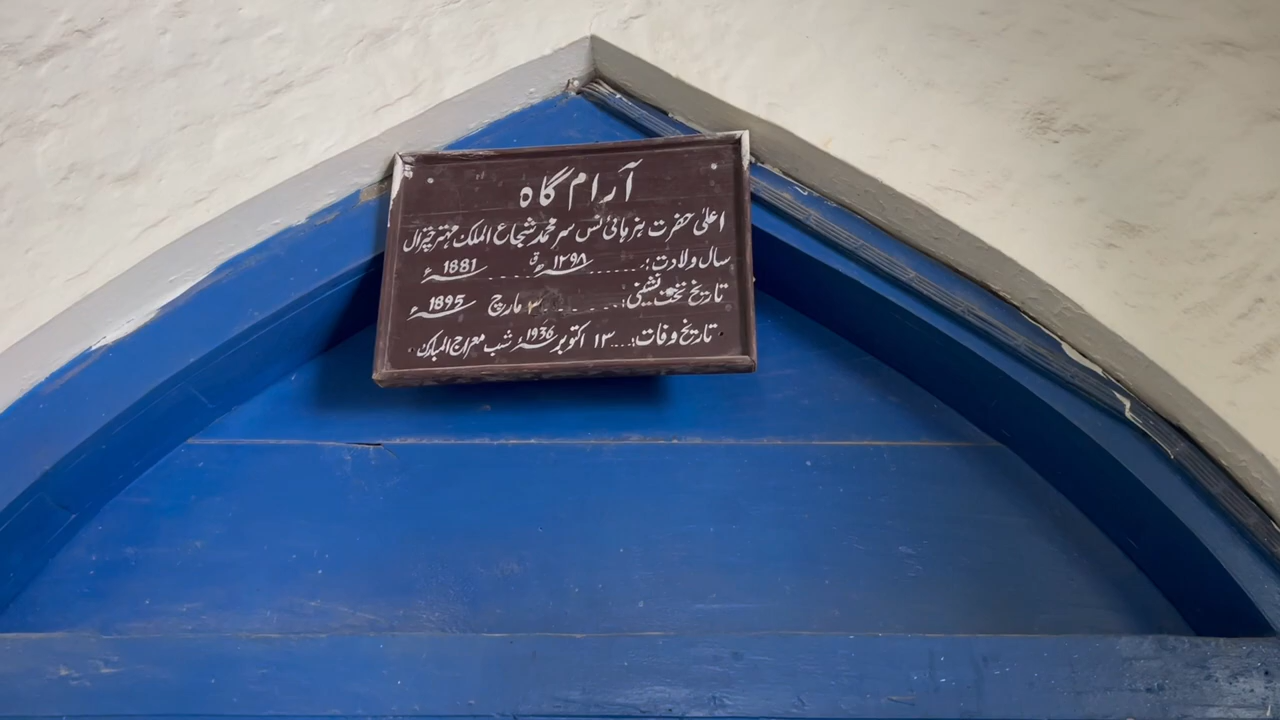 آرام گاہ
اعلیٰ حضرت ہزہائی نس سر محمد شجاع الملک مہتر چترال
سال ولادت: ........ ۱۲۹۸ھ ق ........ 1881ء
تاریخ تخت نشینی: ........ مارچ 1895ء
تاریخ وفات: .... ۱۳ اکتوبر 1936ء شب معراج المبارک